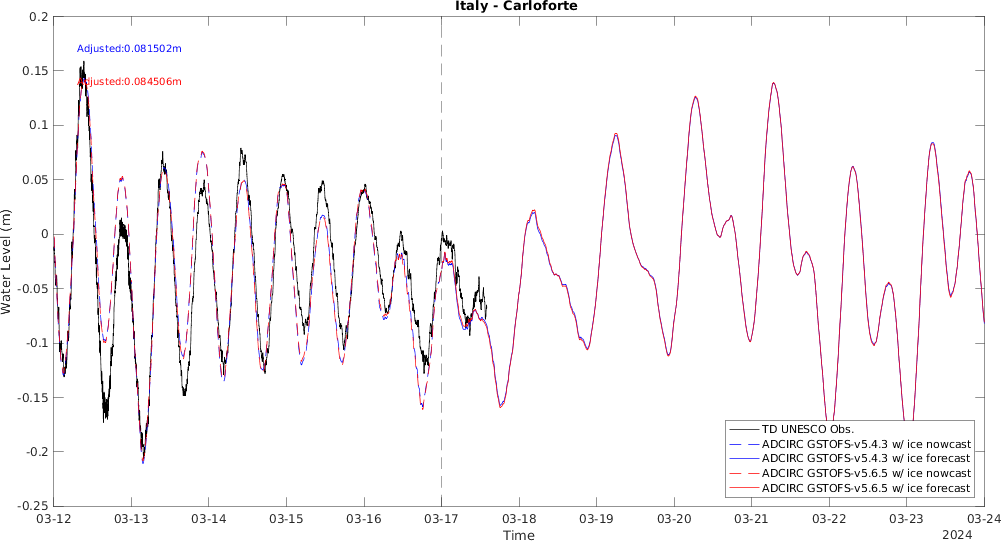 Italy - Carloforte
Adjusted:0.081502m
Adjusted:0.084506m
0.2
0.15
0.1
0.05
0
-0.05
-0.1
-0.15
-0.2
-0.25
Water Level (m)
TD UNESCO Obs.
ADCIRC GSTOFS-v5.4.3 w/ ice nowcast
ADCIRC GSTOFS-v5.4.3 w/ ice forecast
ADCIRC GSTOFS-v5.6.5 w/ ice nowcast
ADCIRC GSTOFS-v5.6.5 w/ ice forecast
03-12 03-13 03-14 03-15 03-16 03-17 03-18 03-19 03-20 03-21 03-22 03-23 03-24
Time
2024